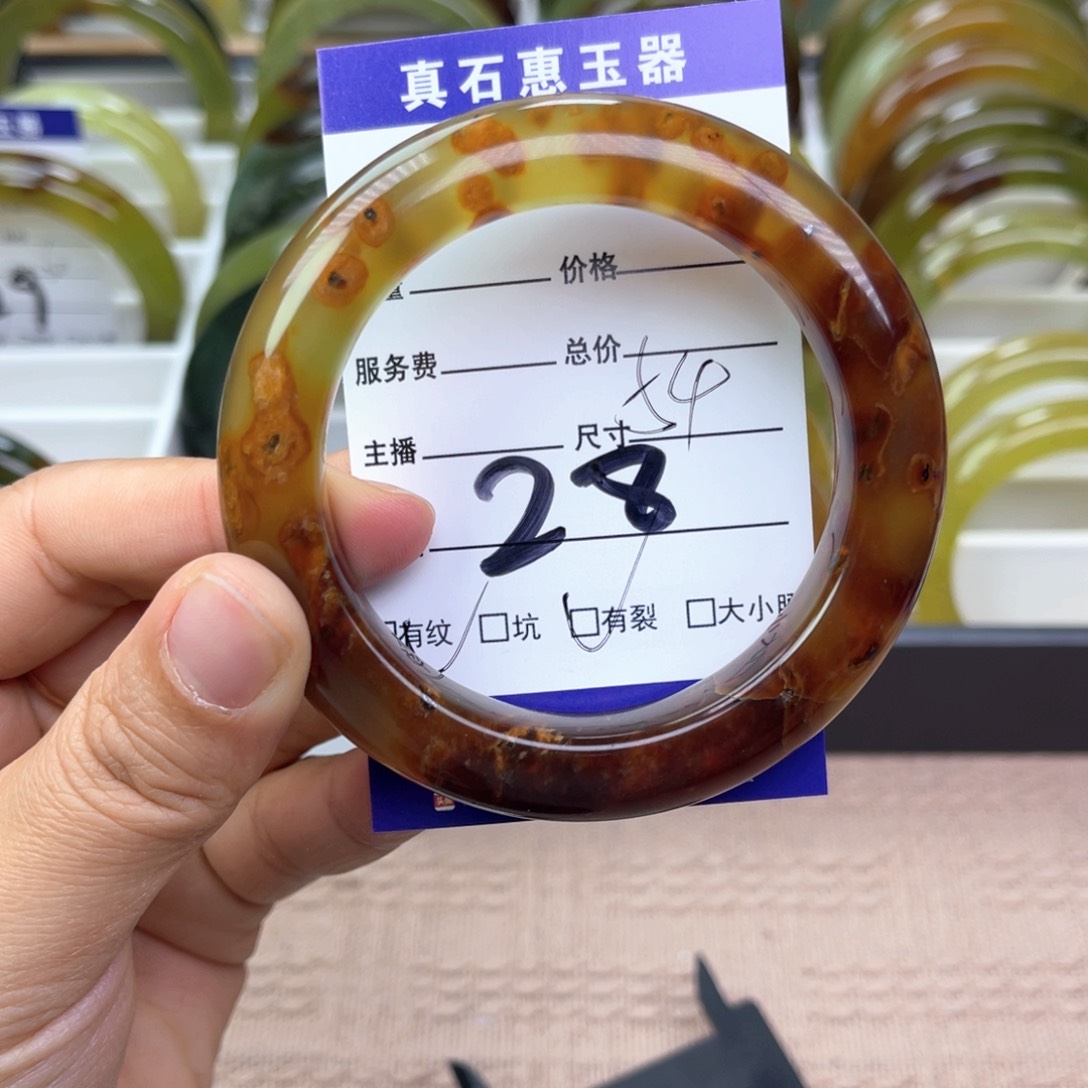 真石惠玉器
价格
服务费 总价
54
主播 尺寸
28
有纹 □坑 □有裂 □大小